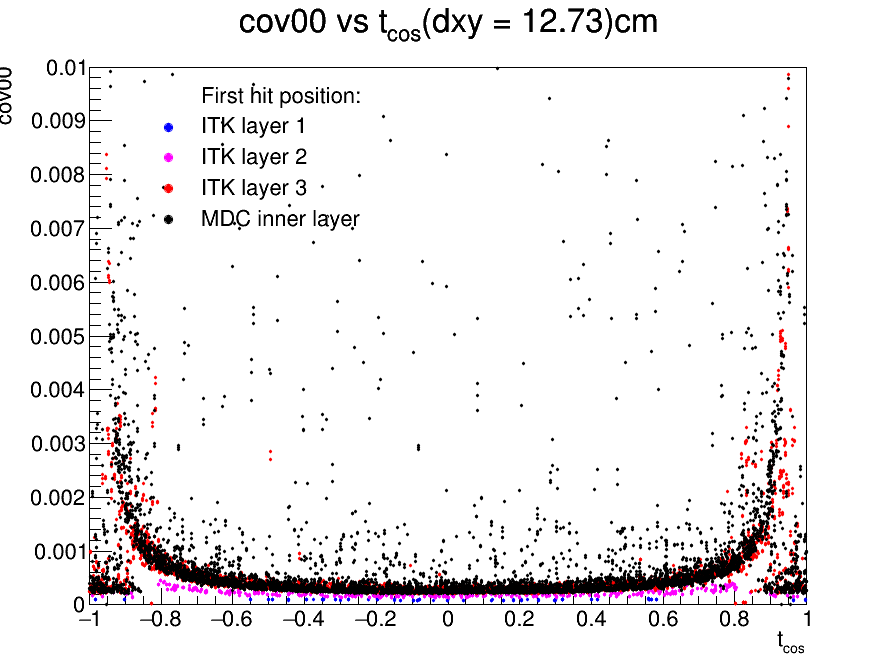 cov00 vs t_cos(dxy = 12.73)cm
cov00
0.01
0.009
0.008
0.007
0.006
0.005
0.004
0.003
0.002
0.001
0
First hit position:
ITK layer 1
ITK layer 2
ITK layer 3
MDC inner layer
−1 −0.8 −0.6 −0.4 −0.2 0 0.2 0.4 0.6 0.8 1
t_cos